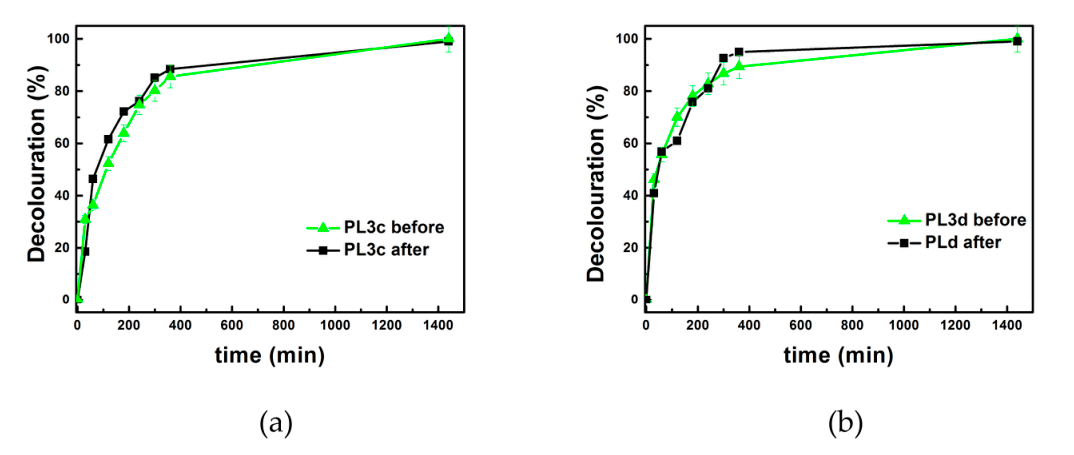 100
80
60
40
20
0
Decolouration (%)
PL3c before
PL3c after
0 200 400 600 800 1000 1200 1400
time (min)
(a)
100
80
60
40
20
0
Decolouration (%)
PL3d before
PLd after
0 200 400 600 800 1000 1200 1400
time (min)
(b)